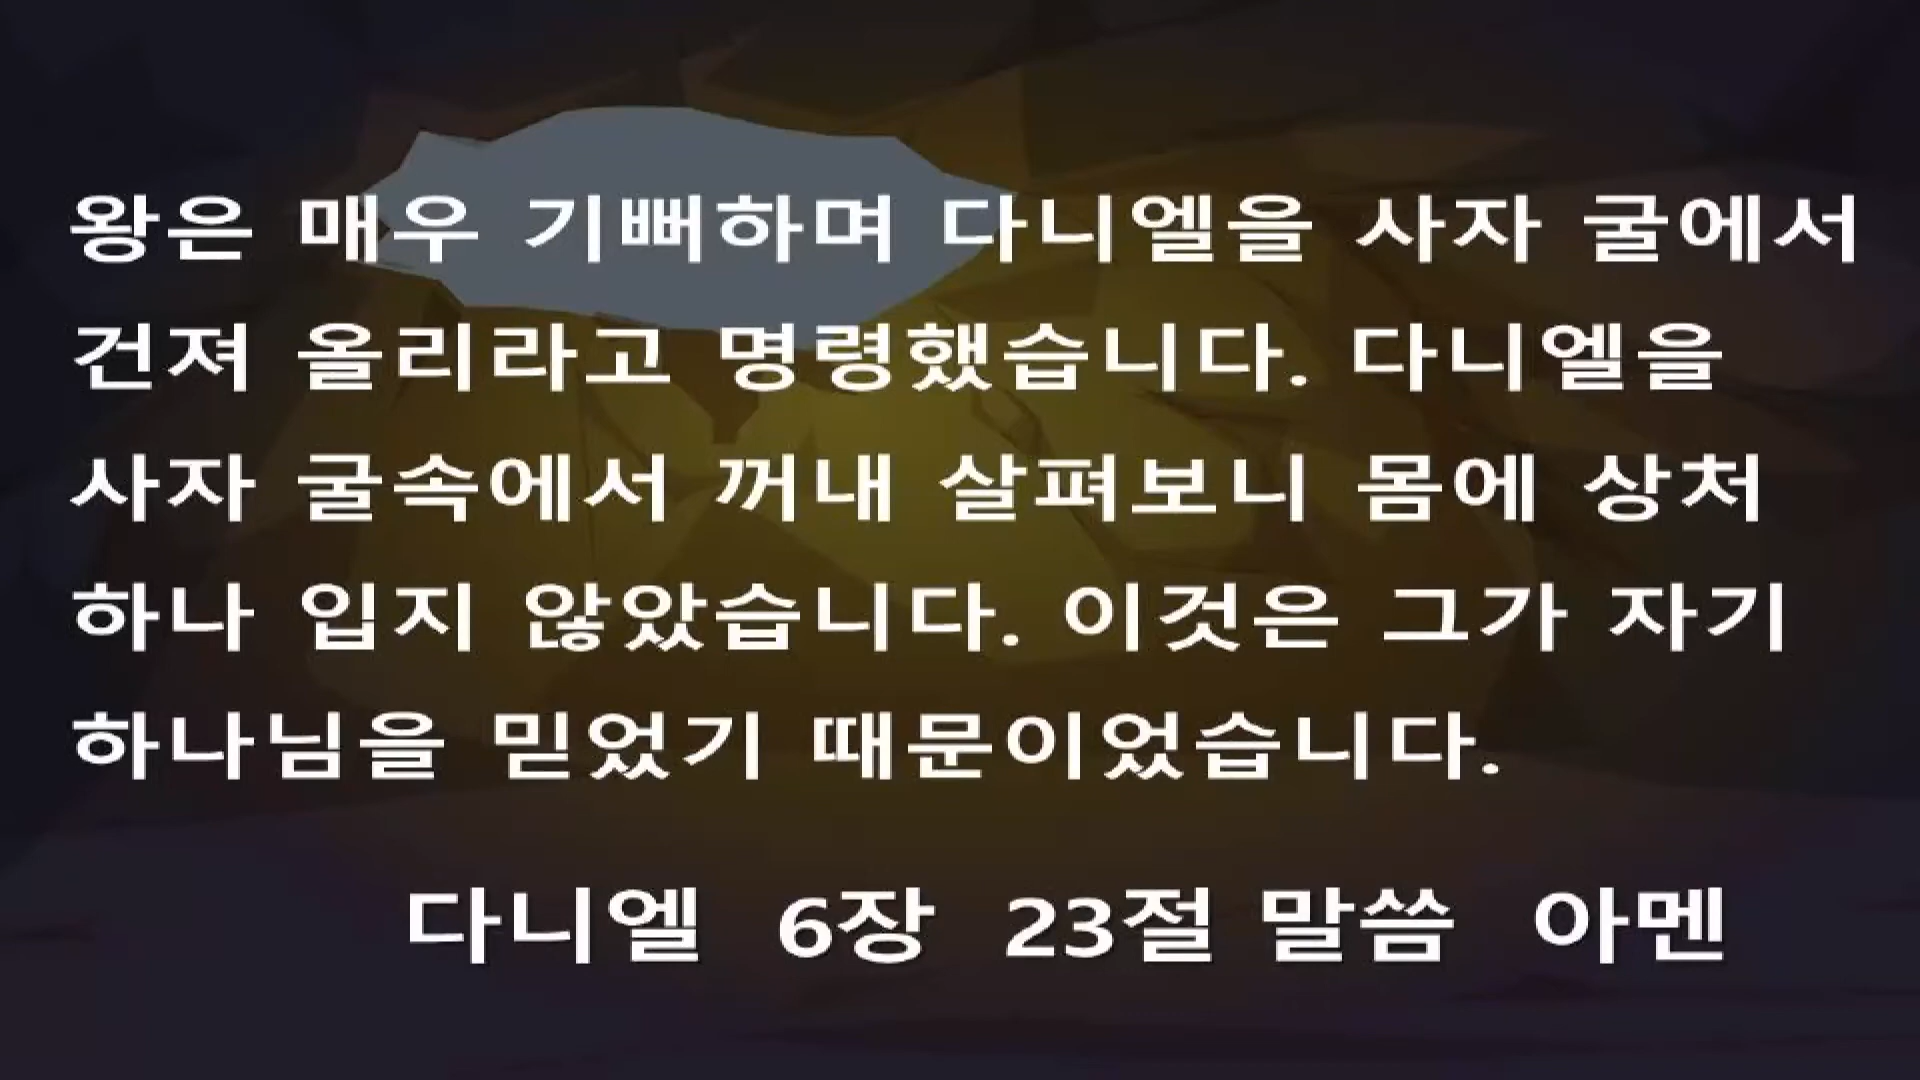 왕은 매우 기뻐하며 다니엘을 사자 굴에서
건져 올리라고 명령했습니다. 다니엘을
사자 굴속에서 꺼내 살펴보니 몸에 상처
하나 입지 않았습니다. 이것은 그가 자기
하나님을 믿었기 때문이었습니다.
다니엘 6장 23절 말씀 아멘